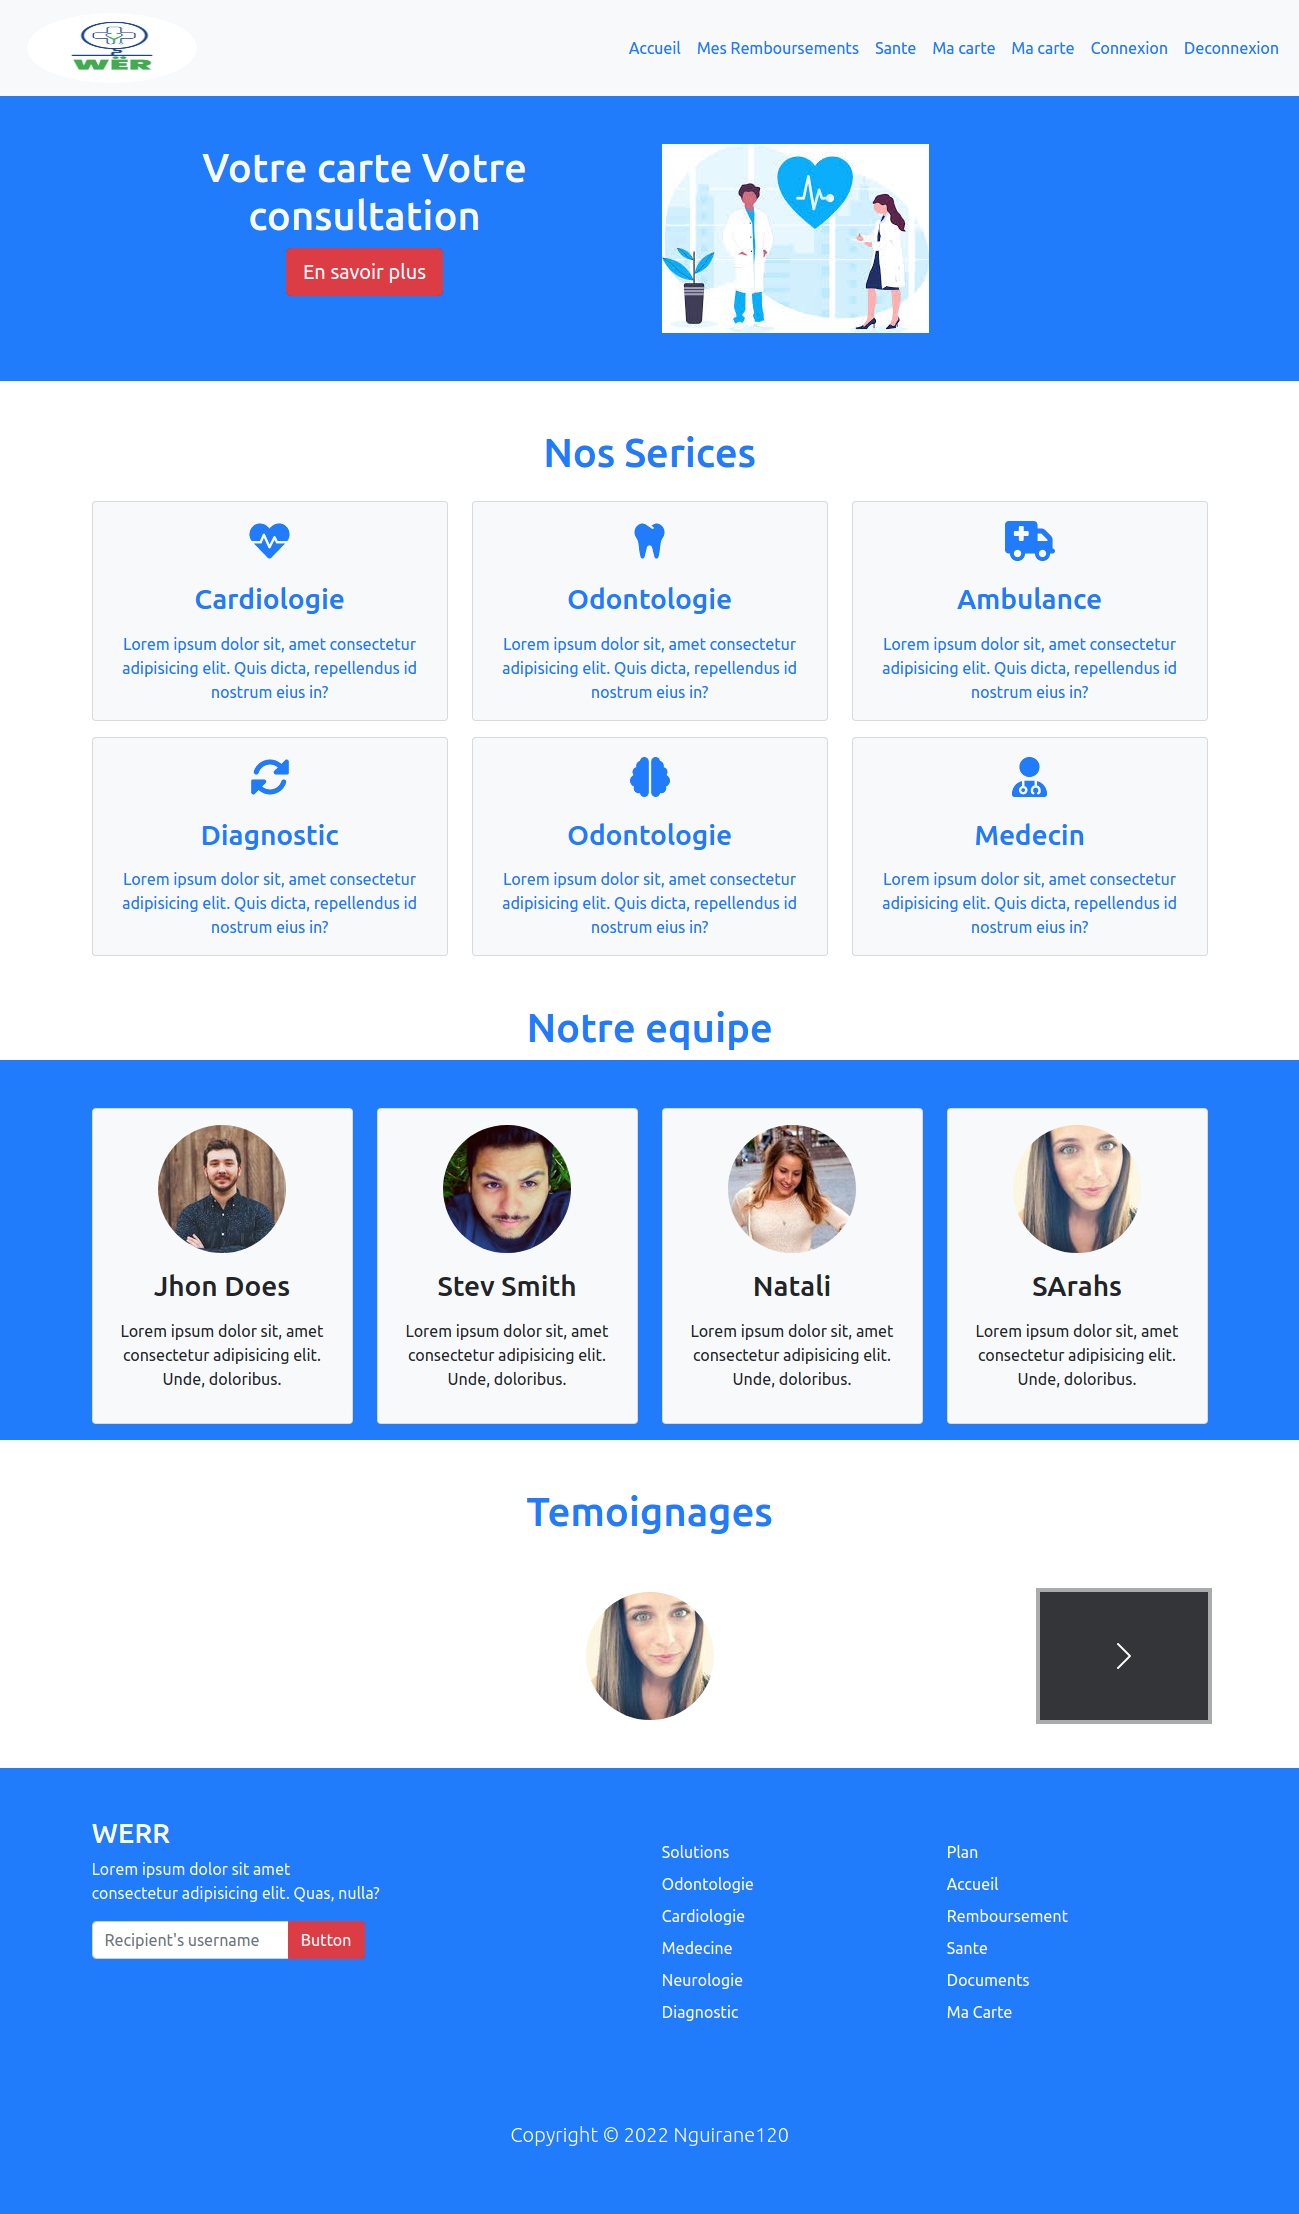 WËR
Accueil Mes Remboursements Sante Ma carte Ma carte Connexion Deconnexion
Votre carte Votre
consultation
En savoir plus
Nos Serices
Cardiologie
Lorem ipsum dolor sit, amet consectetur
adipisicing elit. Quis dicta, repellendus id
nostrum eius in?
Odontologie
Lorem ipsum dolor sit, amet consectetur
adipisicing elit. Quis dicta, repellendus id
nostrum eius in?
Ambulance
Lorem ipsum dolor sit, amet consectetur
adipisicing elit. Quis dicta, repellendus id
nostrum eius in?
Diagnostic
Lorem ipsum dolor sit, amet consectetur
adipisicing elit. Quis dicta, repellendus id
nostrum eius in?
Odontologie
Lorem ipsum dolor sit, amet consectetur
adipisicing elit. Quis dicta, repellendus id
nostrum eius in?
Medecin
Lorem ipsum dolor sit, amet consectetur
adipisicing elit. Quis dicta, repellendus id
nostrum eius in?
Notre equipe
Jhon Does
Lorem ipsum dolor sit, amet
consectetur adipisicing elit.
Unde, doloribus.
Stev Smith
Lorem ipsum dolor sit, amet
consectetur adipisicing elit.
Unde, doloribus.
Natali
Lorem ipsum dolor sit, amet
consectetur adipisicing elit.
Unde, doloribus.
SArahs
Lorem ipsum dolor sit, amet
consectetur adipisicing elit.
Unde, doloribus.
Temoignages
WERR
Lorem ipsum dolor sit amet
consectetur adipisicing elit. Quas, nulla?
Recipient's username Button
Solutions
Odontologie
Cardiologie
Medecine
Neurologie
Diagnostic
Plan
Accueil
Remboursement
Sante
Documents
Ma Carte
Copyright © 2022 Nguirane120